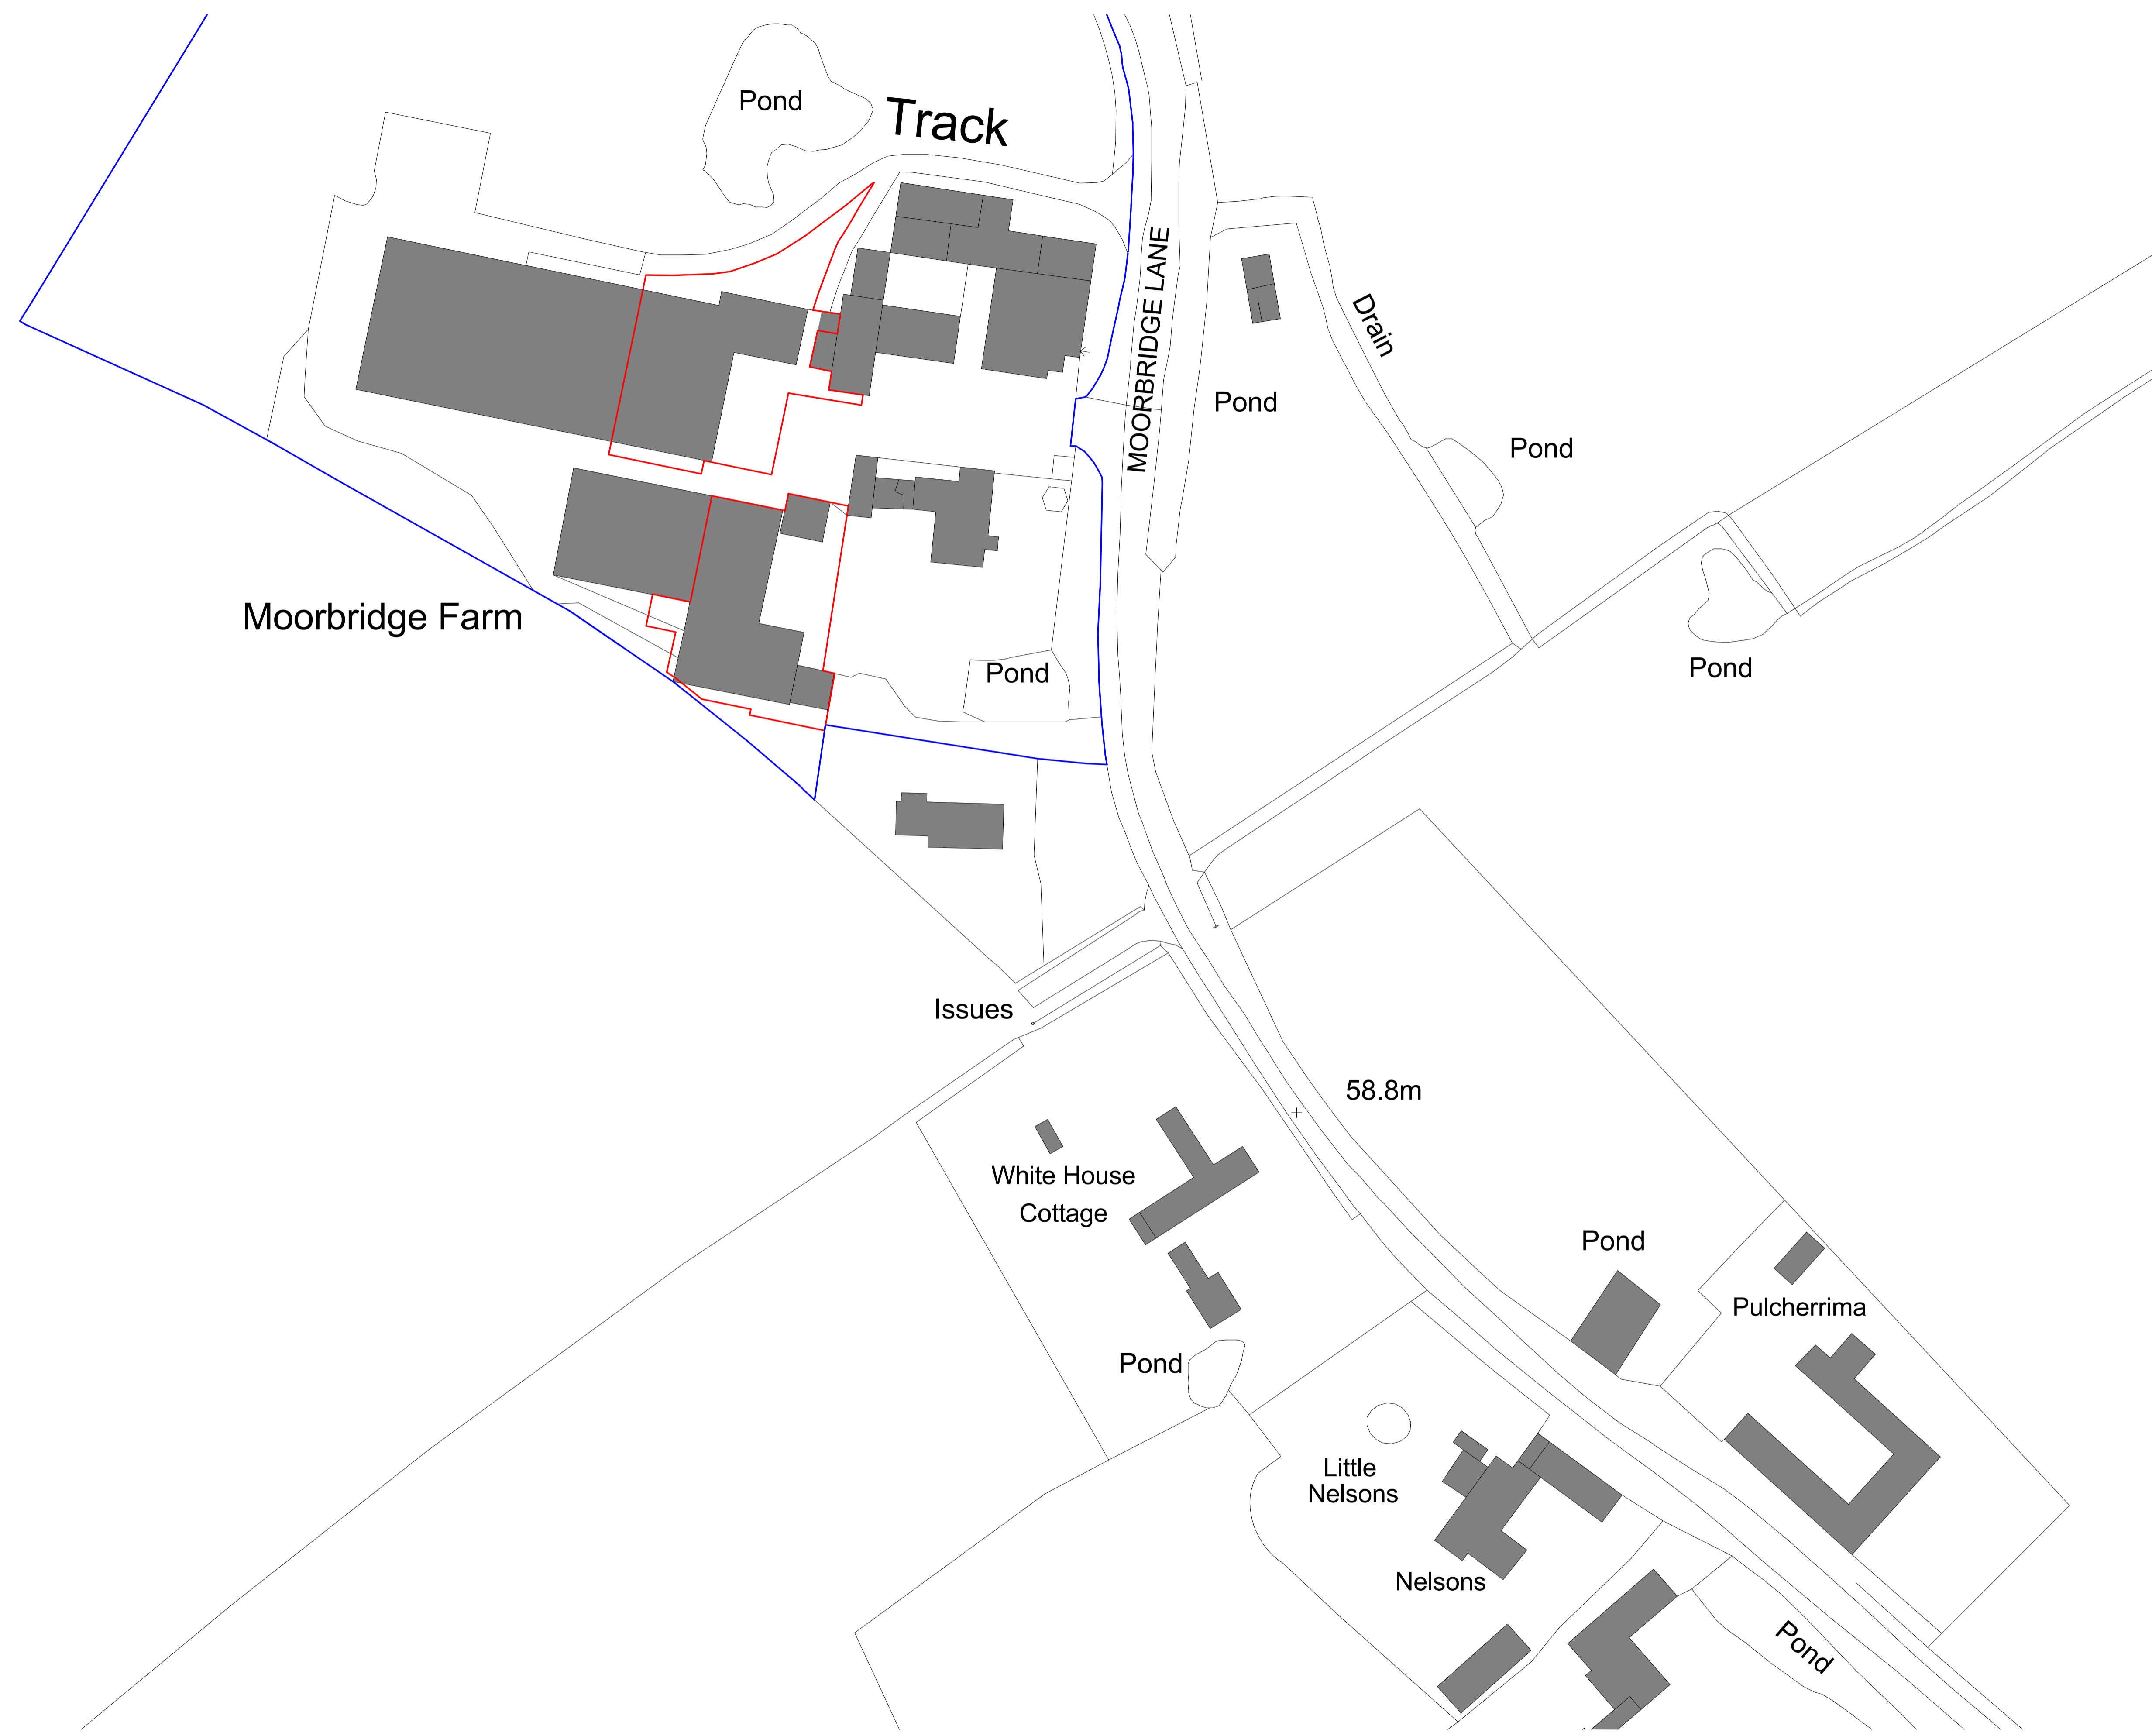 Pond
Track
MOORBRIDGE LANE
Drain
Pond
Pond
Moorbridge Farm
Pond
Pond
Issues
58.8m
White House
Cottage
Pond
Pulcherrima
Pond
Little
Nelsons
Nelsons
Pond